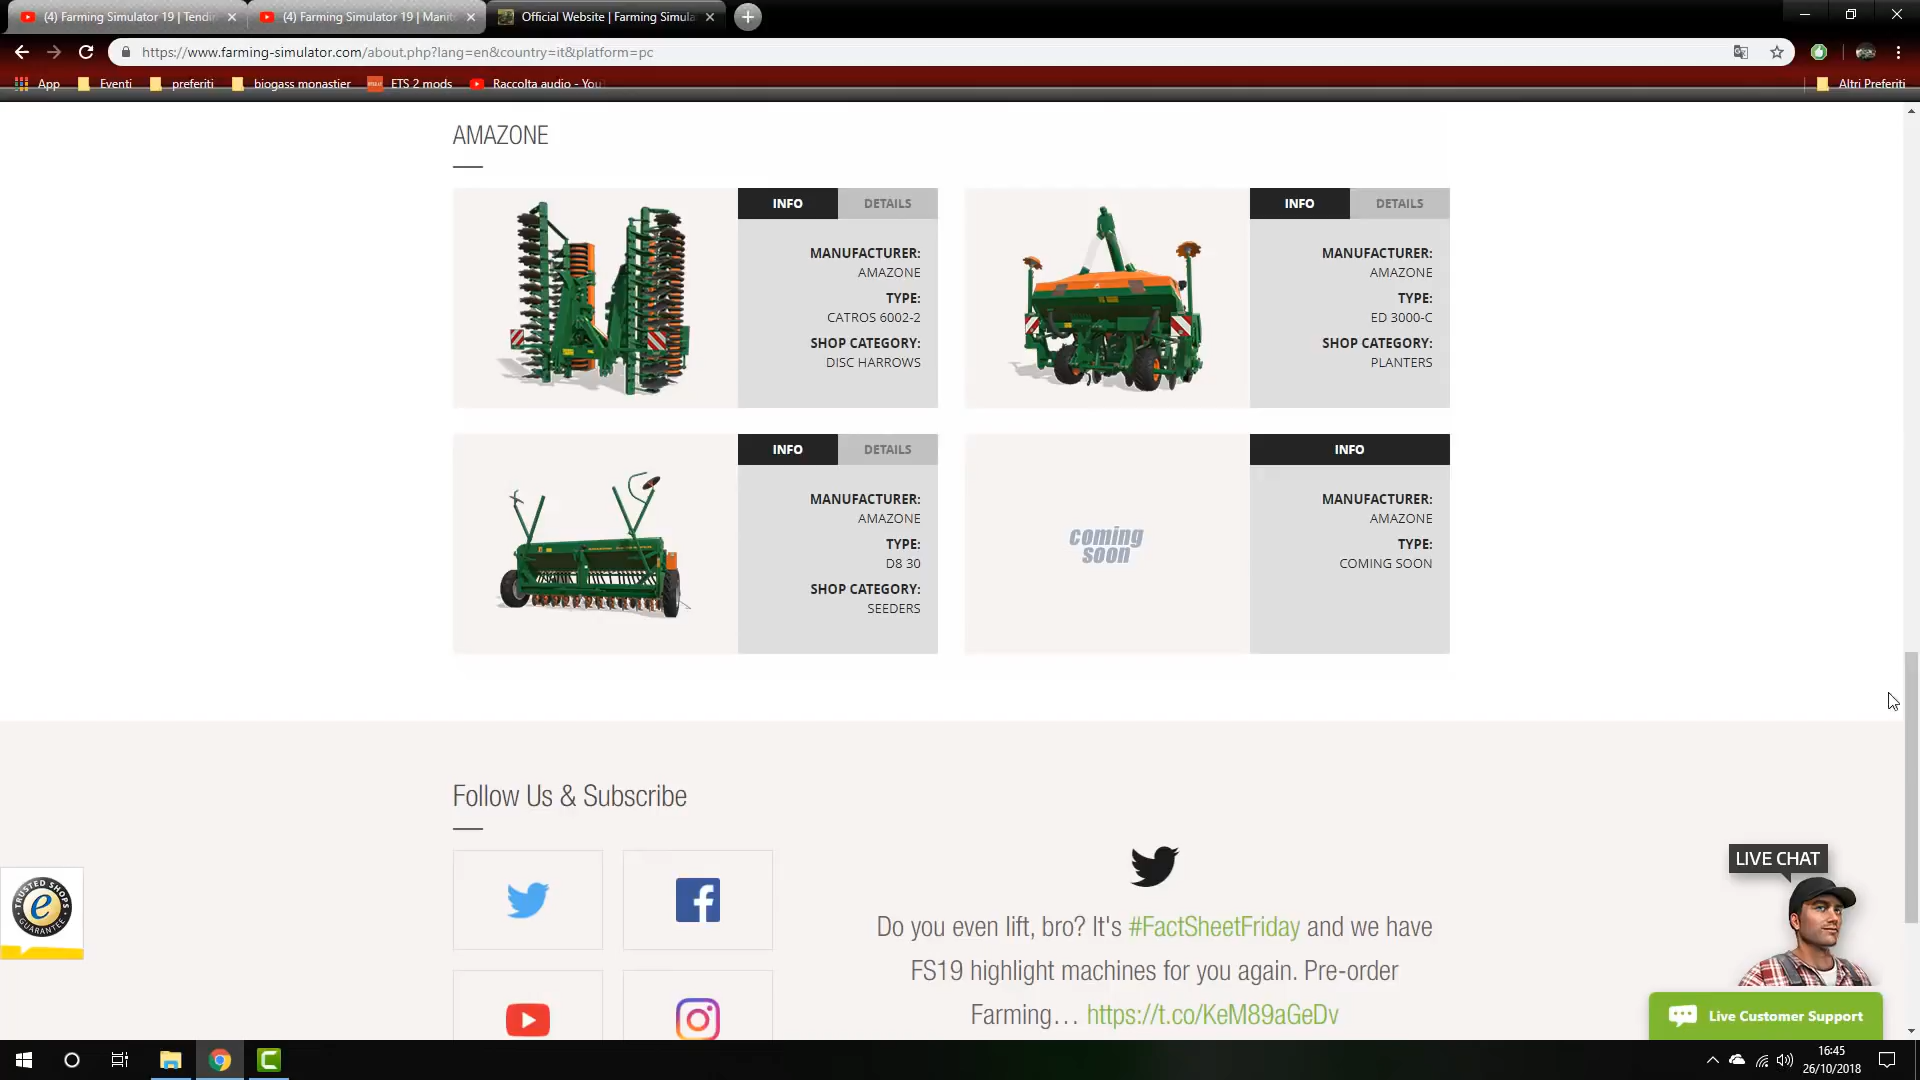 (4) Farming Simulator 19 | Tendi
(4) Farming Simulator 19 | Manit
Official Website | Farming Simula
https://www.farming-simulator.com/about.php?lang=en&country=it&platform=pc
App
Eventi
preferiti
biogass monastier
ETS 2 mods
Raccolta audio - You
Altri Preferiti
AMAZONE
INFO
DETAILS
MANUFACTURER:
AMAZONE
TYPE:
CATROS 6002-2
SHOP CATEGORY:
DISC HARROWS
INFO
DETAILS
MANUFACTURER:
AMAZONE
TYPE:
ED 3000-C
SHOP CATEGORY:
PLANTERS
INFO
DETAILS
MANUFACTURER:
AMAZONE
TYPE:
D8 30
SHOP CATEGORY:
SEEDERS
coming
soon
INFO
MANUFACTURER:
AMAZONE
TYPE:
COMING SOON
Follow Us & Subscribe
Do you even lift, bro? It's #FactSheetFriday and we have
FS19 highlight machines for you again. Pre-order
Farming… https://t.co/KeM89aGeDv
TRUSTED SHOPS
GUARANTEE
LIVE CHAT
Live Customer Support
16:45
26/10/2018